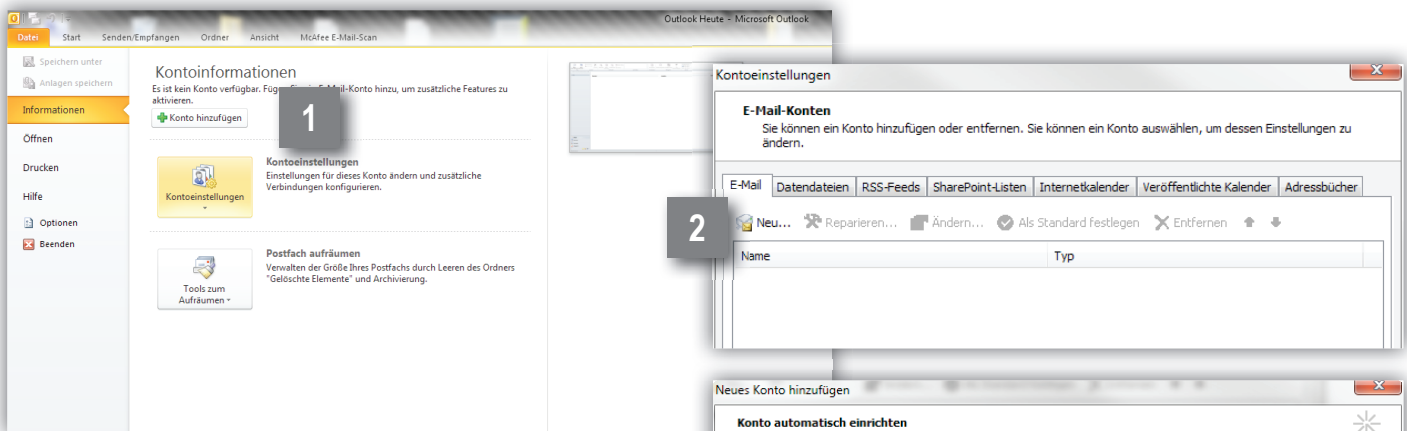 Outlook Heute - Microsoft Outlook
Datei Start Senden/Empfangen Ordner Ansicht McAfee E-Mail-Scan
Speichern unter
Anlagen speichern
Informationen
Öffnen
Drucken
Hilfe
Optionen
Beenden
Kontoinformationen
Es ist kein Konto verfügbar. E-Mail-Konto hinzu, um zusätzliche Features zu
aktivieren.
Konto hinzufügen
1
Kontoeinstellungen
Kontoeinstellungen
Einstellungen für dieses Konto ändern und zusätzliche
Verbindungen konfigurieren.
Tools zum
Aufräumen
Postfach aufräumen
Verwalten der Größe Ihres Postfachs durch Leeren des Ordners
"Gelöschte Elemente" und Archivierung.
Kontoeinstellungen
E-Mail-Konten
Sie können ein Konto hinzufügen oder entfernen. Sie können ein Konto auswählen, um dessen Einstellungen zu
ändern.
E-Mail Datendateien RSS-Feeds SharePoint-Listen Internetkalender Veröffentlichte Kalender Adressbücher
2
Neu... Reparieren... Ändern... Als Standard festlegen Entfernen
Name Typ
Neues Konto hinzufügen
Konto automatisch einrichten